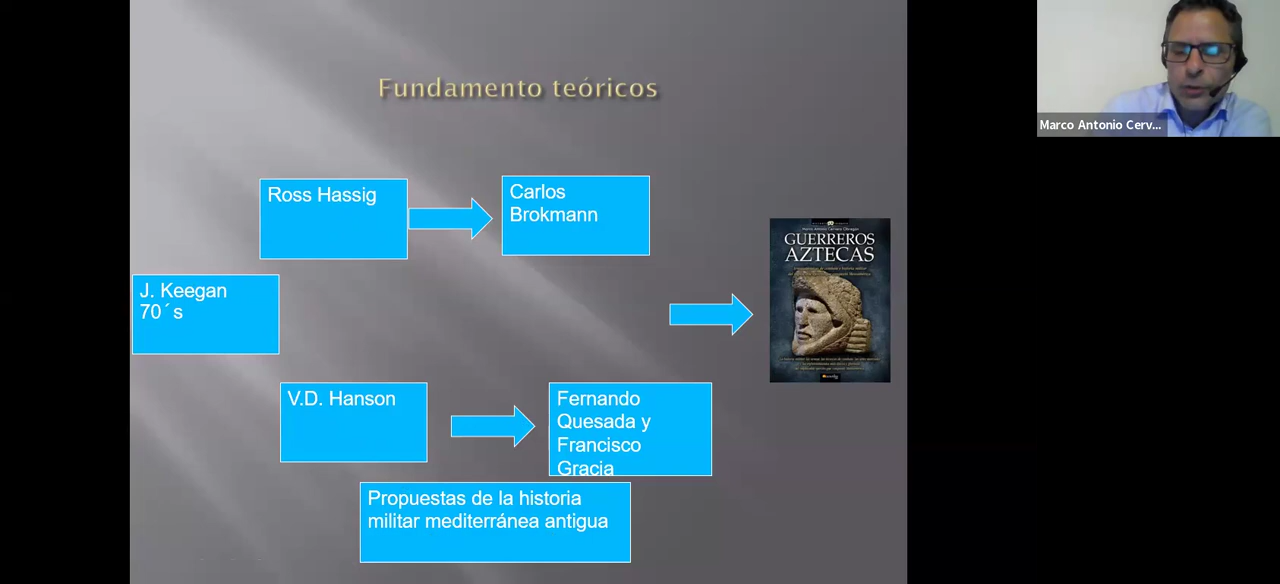 Fundamento teóricos
Marco Antonio Cerv...
Ross Hassig
Carlos
Brokmann
GUERREROS
AZTECAS
J. Keegan
70´s
V.D. Hanson
Fernando
Quesada y
Francisco
Gracia
Propuestas de la historia
militar mediterránea antigua